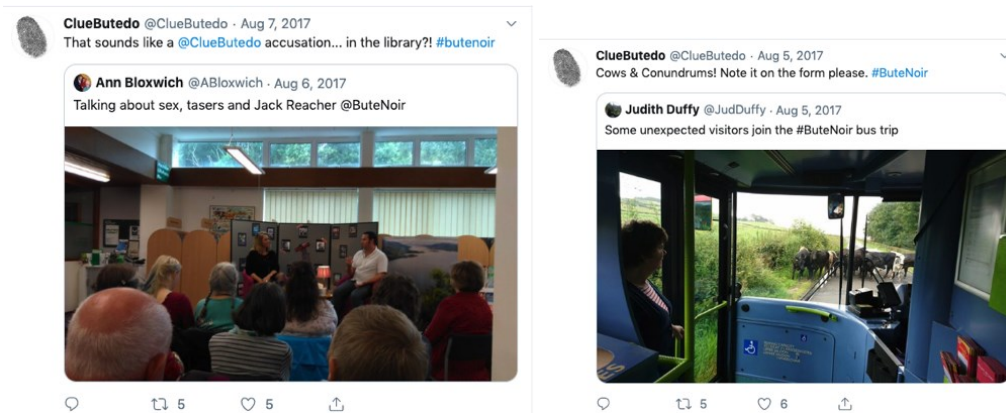 ClueButedo @ClueButedo · Aug 7, 2017
That sounds like a @ClueButedo accusation... in the library?! #butenoir
Ann Bloxwich @ABloxwich · Aug 6, 2017
Talking about sex, tasers and Jack Reacher @ButeNoir
5
5
ClueButedo @ClueButedo · Aug 5, 2017
Cows & Conundrums! Note it on the form please. #ButeNoir
Judith Duffy @JudDuffy · Aug 5, 2017
Some unexpected visitors join the #ButeNoir bus trip
5
6